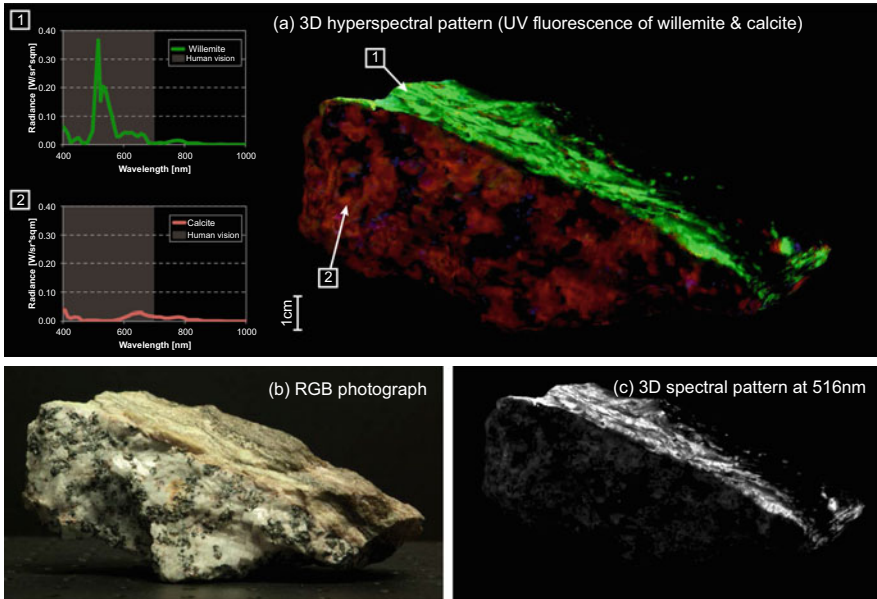 (a) 3D hyperspectral pattern (UV fluorescence of willemite & calcite)
1
Radiance [W/sr*sqm]
0.40
0.30
0.20
0.10
0.00
Willemite
Human vision
400 600 800 1000
Wavelength [nm]
2
Radiance [W/sr*sqm]
0.40
0.30
0.20
0.10
0.00
Calcite
Human vision
400 600 800 1000
Wavelength [nm]
1
2
1cm
(b) RGB photograph
(c) 3D spectral pattern at 516nm